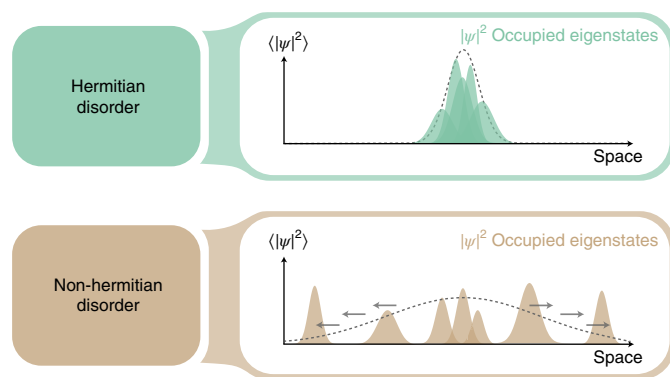 Hermitian
disorder
⟨|ψ|²⟩
|ψ|² Occupied eigenstates
Space
Non-hermitian
disorder
⟨|ψ|²⟩
|ψ|² Occupied eigenstates
Space